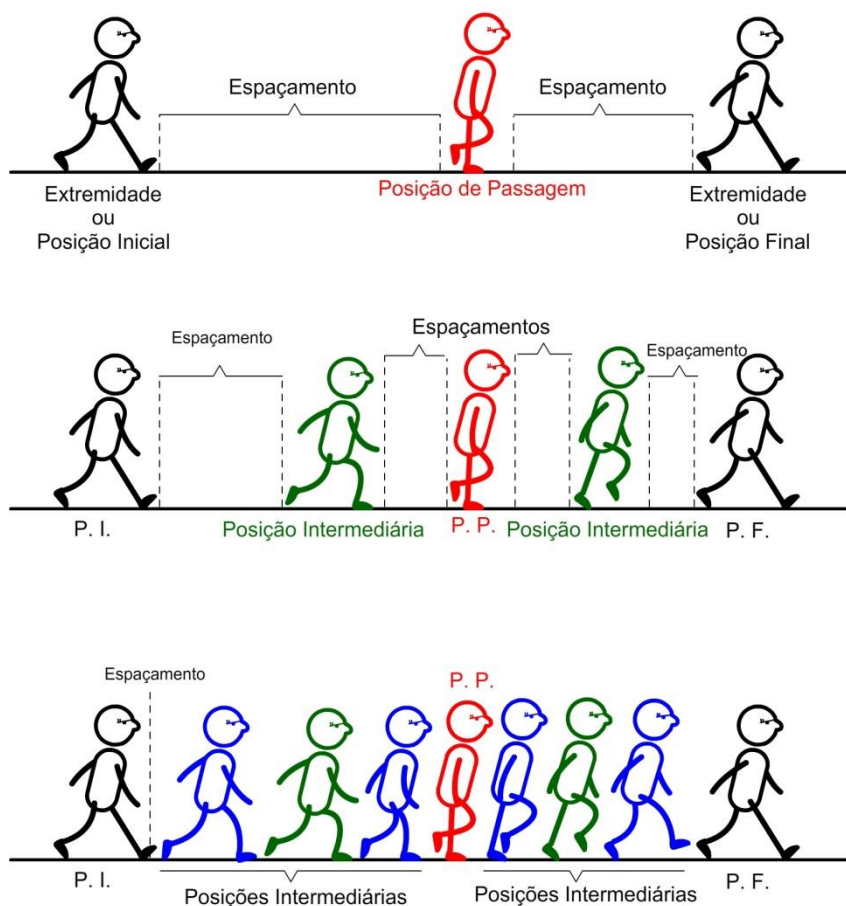 Espaçamento
Espaçamento
Extremidade
ou
Posição Inicial
Posição de Passagem
Extremidade
ou
Posição Final
Espaçamento
Espaçamentos
Espaçamento
P. I.
Posição Intermediária
P. P.
Posição Intermediária
P. F.
Espaçamento
P. P.
P. I.
Posições Intermediárias
Posições Intermediárias
P. F.